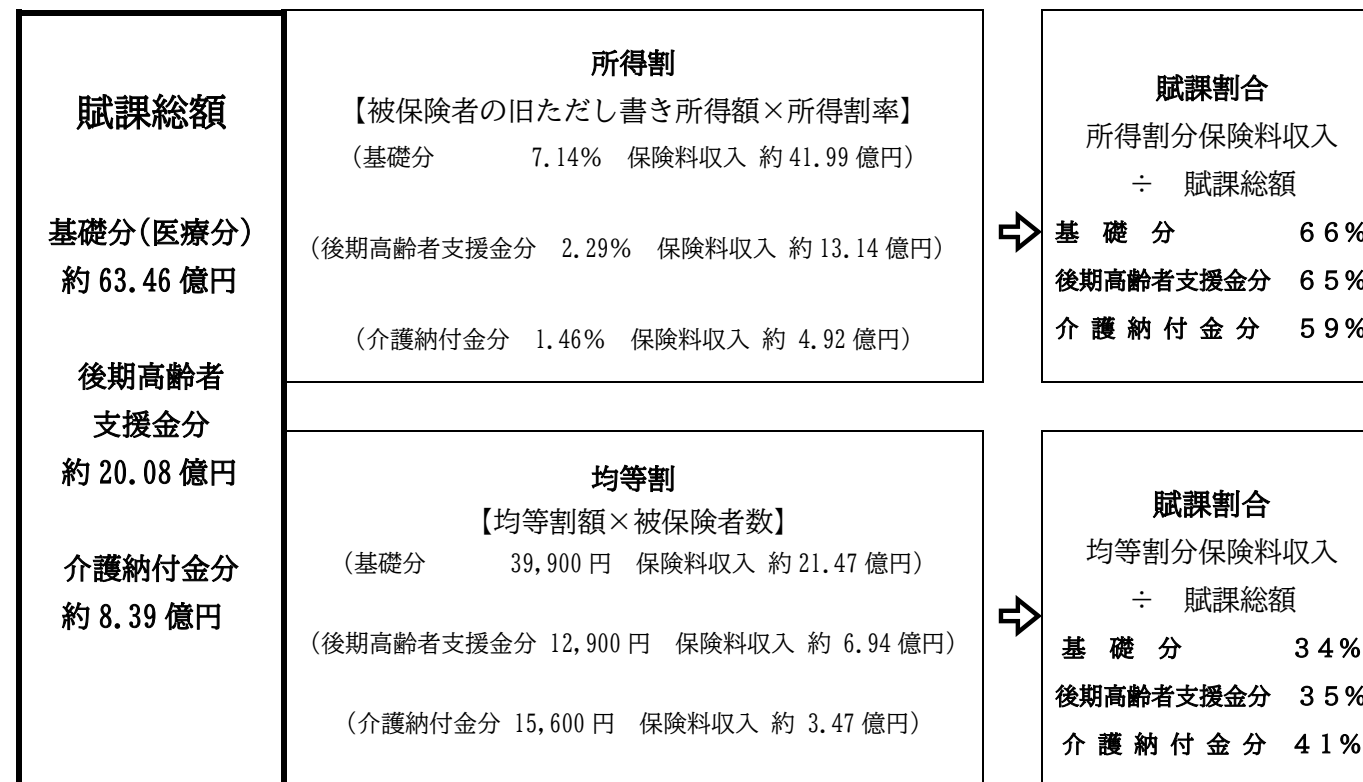 賦課総額
基礎分(医療分)
約 63.46 億円
後期高齢者
支援金分
約 20.08 億円
介護納付金分
約 8.39 億円
所得割
【被保険者の旧ただし書き所得額×所得割率】
(基礎分 7.14% 保険料収入 約 41.99 億円)
(後期高齢者支援金分 2.29% 保険料収入 約 13.14 億円)
(介護納付金分 1.46% 保険料収入 約 4.92 億円)
賦課割合
所得割分保険料収入
÷ 賦課総額
基 礎 分 66%
後期高齢者支援金分 65%
介 護 納 付 金 分 59%
均等割
【均等割額×被保険者数】
(基礎分 39,900 円 保険料収入 約 21.47 億円)
(後期高齢者支援金分 12,900 円 保険料収入 約 6.94 億円)
(介護納付金分 15,600 円 保険料収入 約 3.47 億円)
賦課割合
均等割分保険料収入
÷ 賦課総額
基 礎 分 34%
後期高齢者支援金分 35%
介 護 納 付 金 分 41%